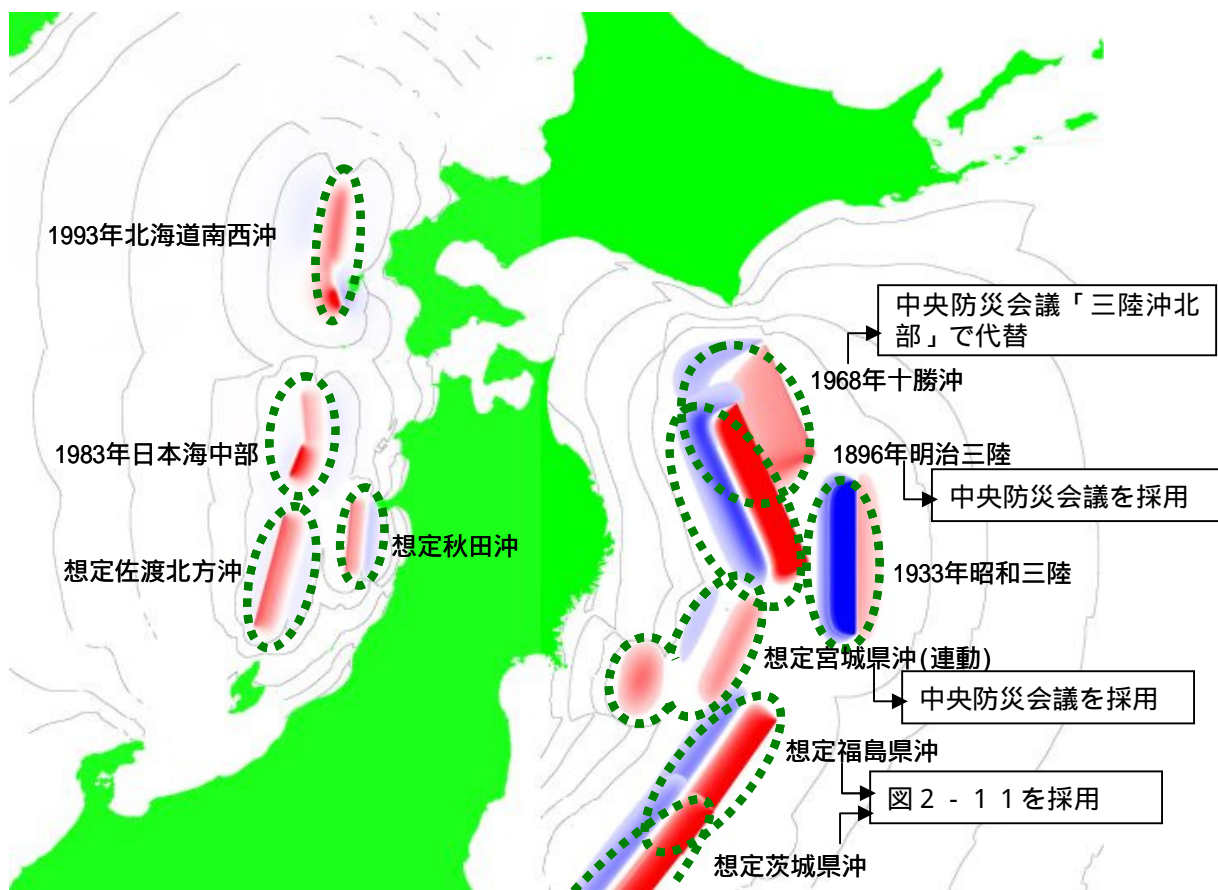 1993年北海道南西沖
中央防災会議「三陸沖北
部」で代替
1968年十勝沖
1983年日本海中部
1896年明治三陸
中央防災会議を採用
想定秋田沖
想定佐渡北方沖
1933年昭和三陸
想定宮城県沖(連動)
中央防災会議を採用
想定福島県沖
図2-11を採用
想定茨城県沖